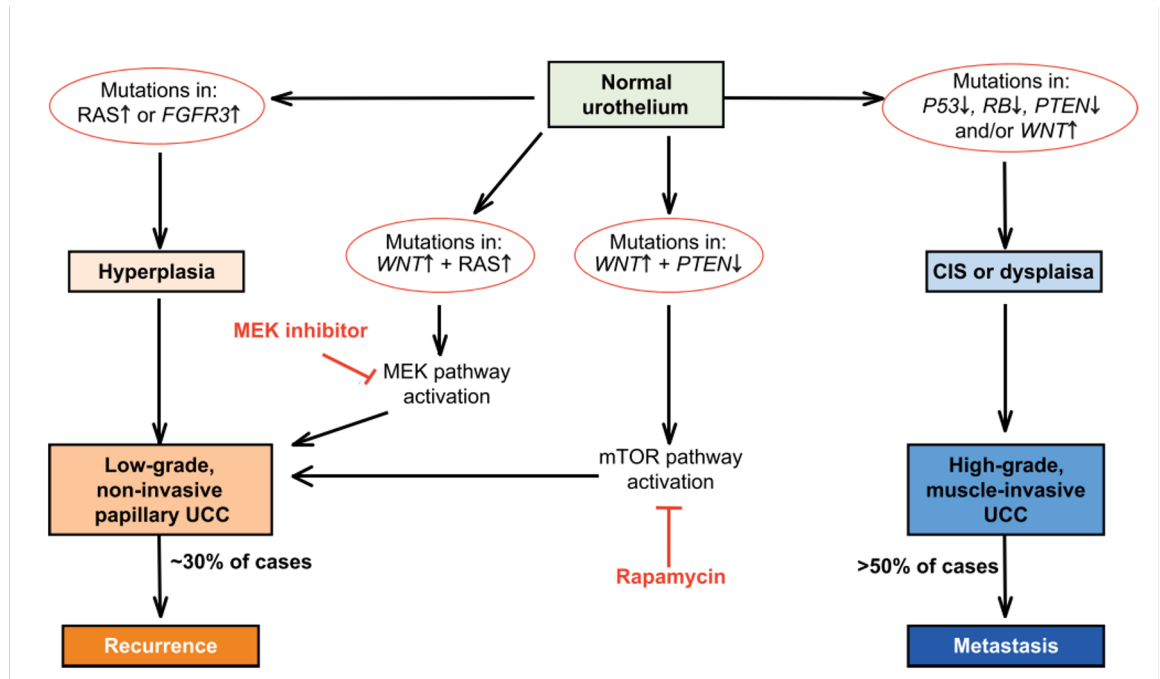 Normal
urothelium
Mutations in:
RAS↑ or FGFR3↑
Mutations in:
P53↓, RB↓, PTEN↓
and/or WNT↑
Mutations in:
WNT↑ + RAS↑
Mutations in:
WNT↑ + PTEN↓
Hyperplasia
CIS or dysplaisa
MEK inhibitor
MEK pathway
activation
Low-grade,
non-invasive
papillary UCC
mTOR pathway
activation
High-grade,
muscle-invasive
UCC
~30% of cases
Rapamycin
>50% of cases
Recurrence
Metastasis